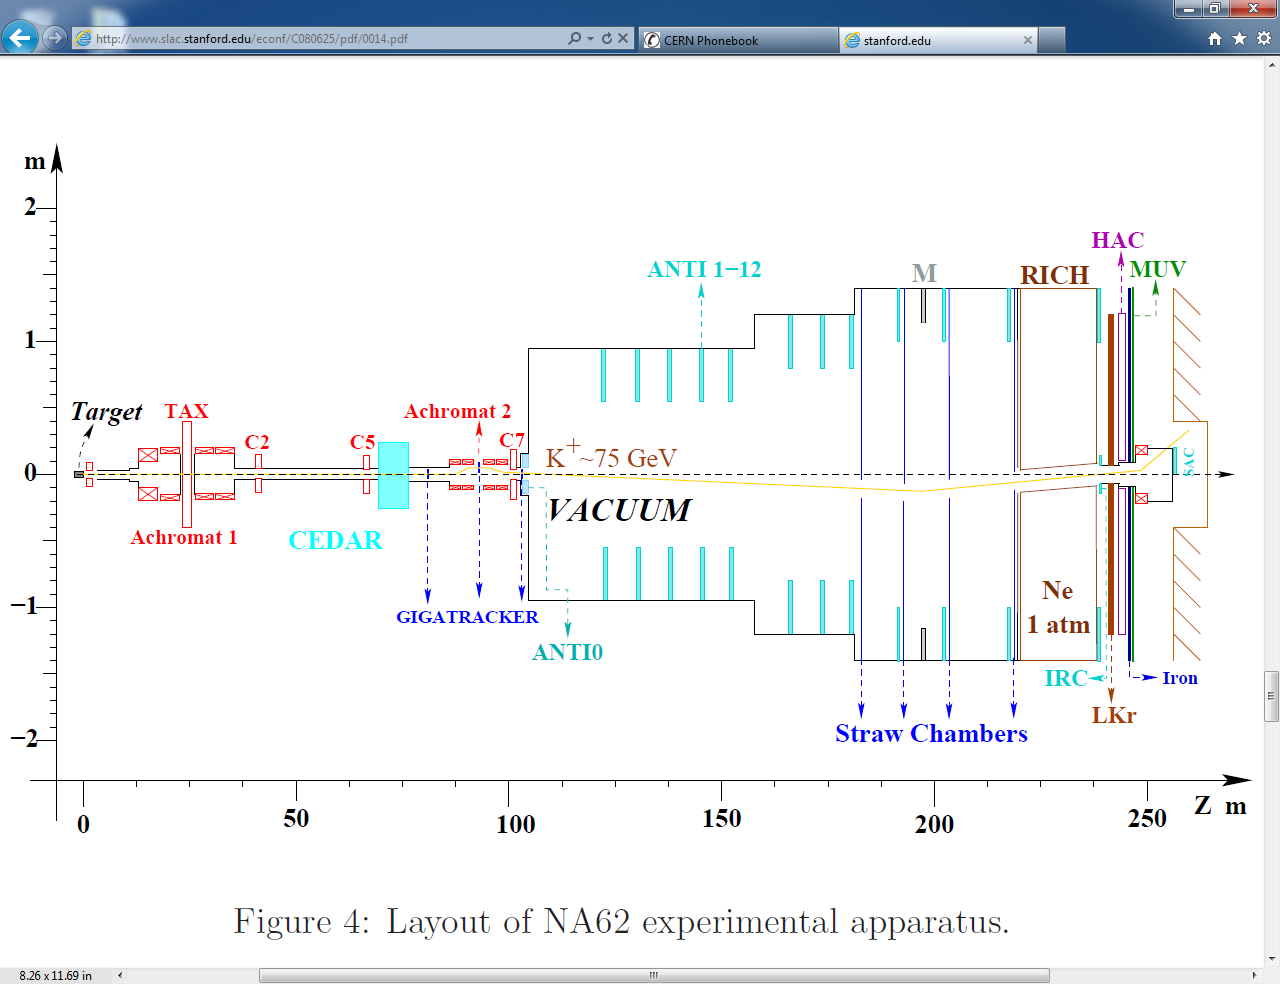 http://www.slac.stanford.edu/econf/C080625/pdf/0014.pdf
CERN Phonebook
stanford.edu
m
2
1
0
−1
−2
HAC
ANTI 1−12
M
RICH
MUV
Target
TAX
Achromat 2
C2
C5
C7
K+~75 GeV
SAC
VACUUM
Achromat 1
CEDAR
GIGATRACKER
ANTI0
Ne
1 atm
IRC
Iron
LKr
Straw Chambers
0
50
100
150
200
250
Z m
Figure 4: Layout of NA62 experimental apparatus.
8.26 x 11.69 in